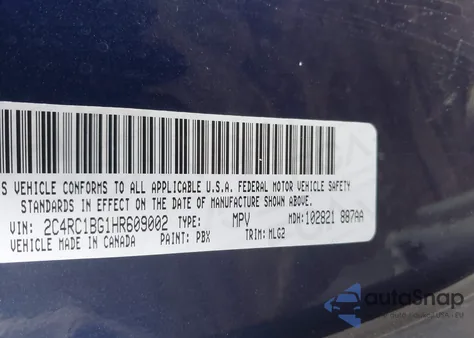 S VEHICLE CONFORMS TO ALL APPLICABLE U.S.A. FEDERAL MOTOR VEHICLE SAFETY
STANDARDS IN EFFECT ON THE DATE OF MANUFACTURE SHOWN ABOVE.
VIN: 2C4RC1BG1HR609002 TYPE: MPV MDH: 102821 887AA
VEHICLE MADE IN CANADA PAINT: PBX TRIM: MLG2
autoSnap